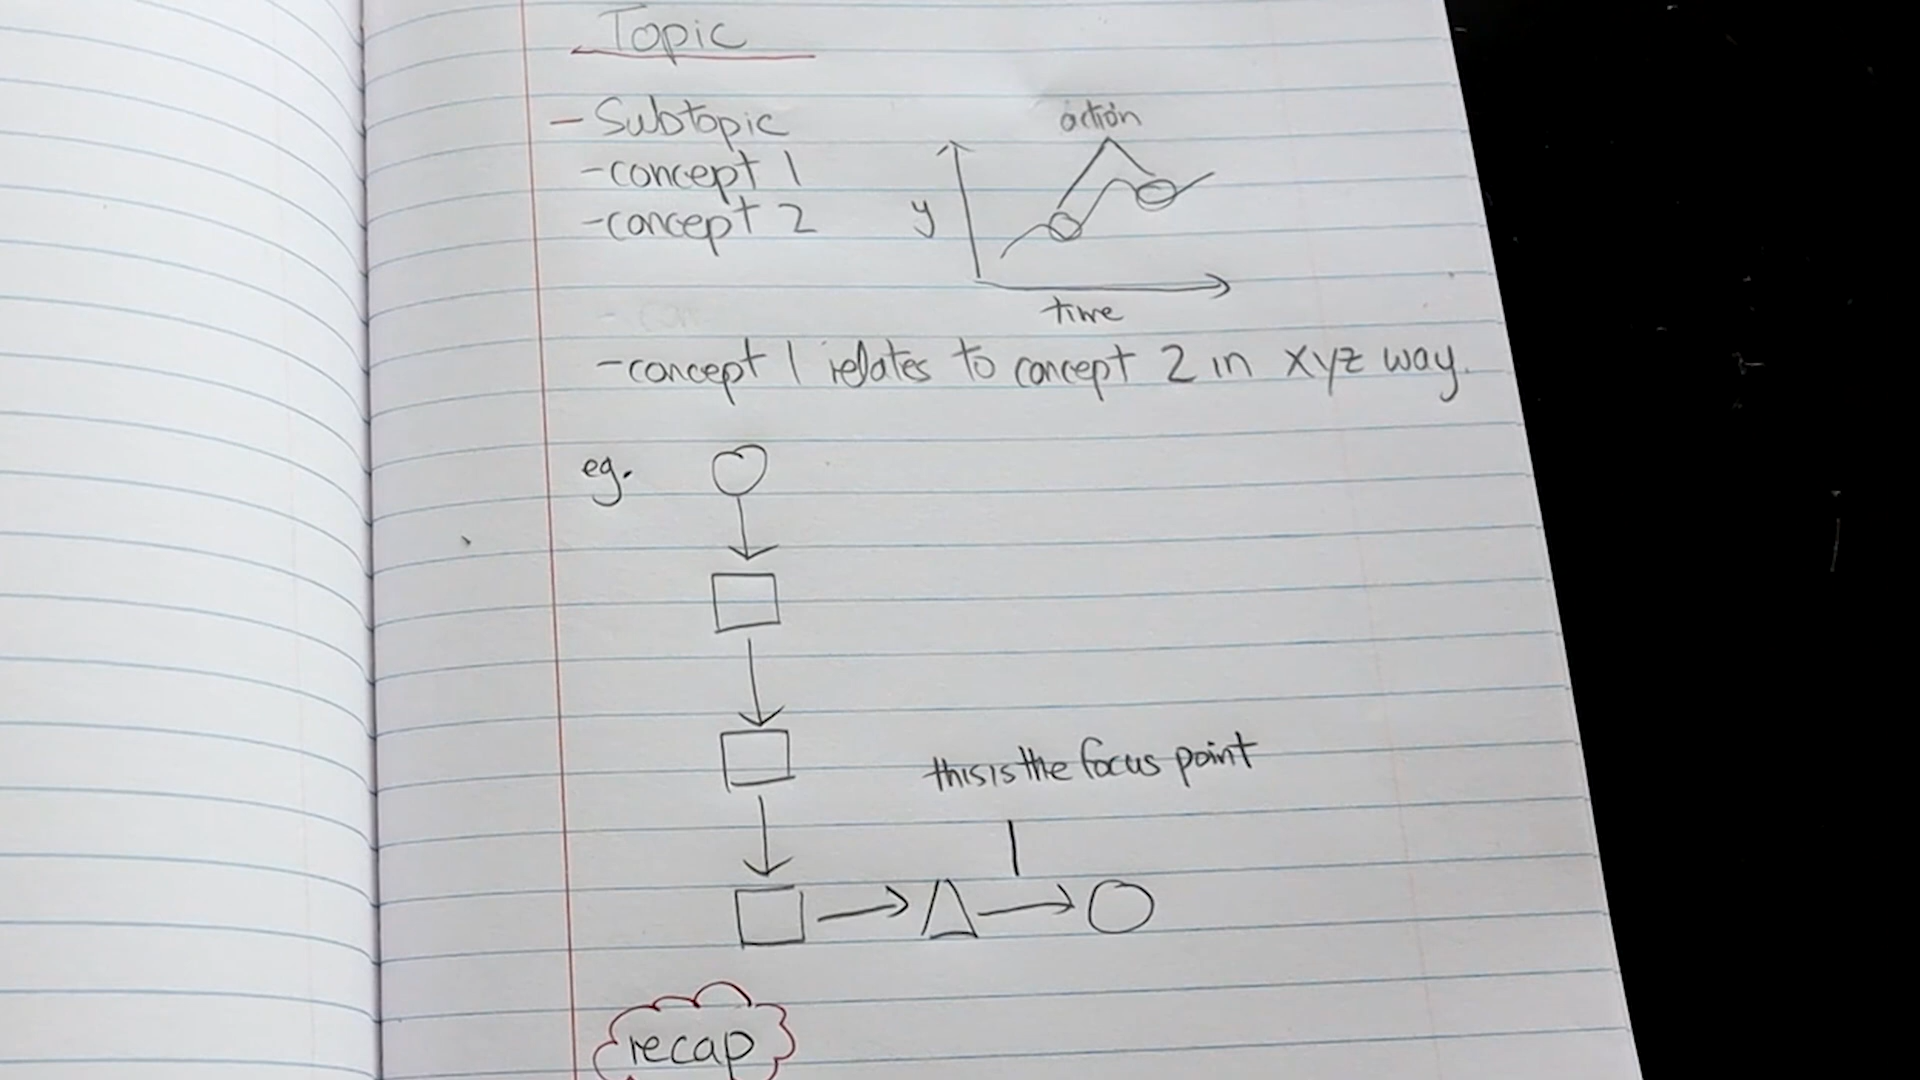 Topic
- Subtopic
- concept 1
- concept 2
action
y
time
- concept 1 relates to concept 2 in xyz way.
eg.
this is the focus point
recap